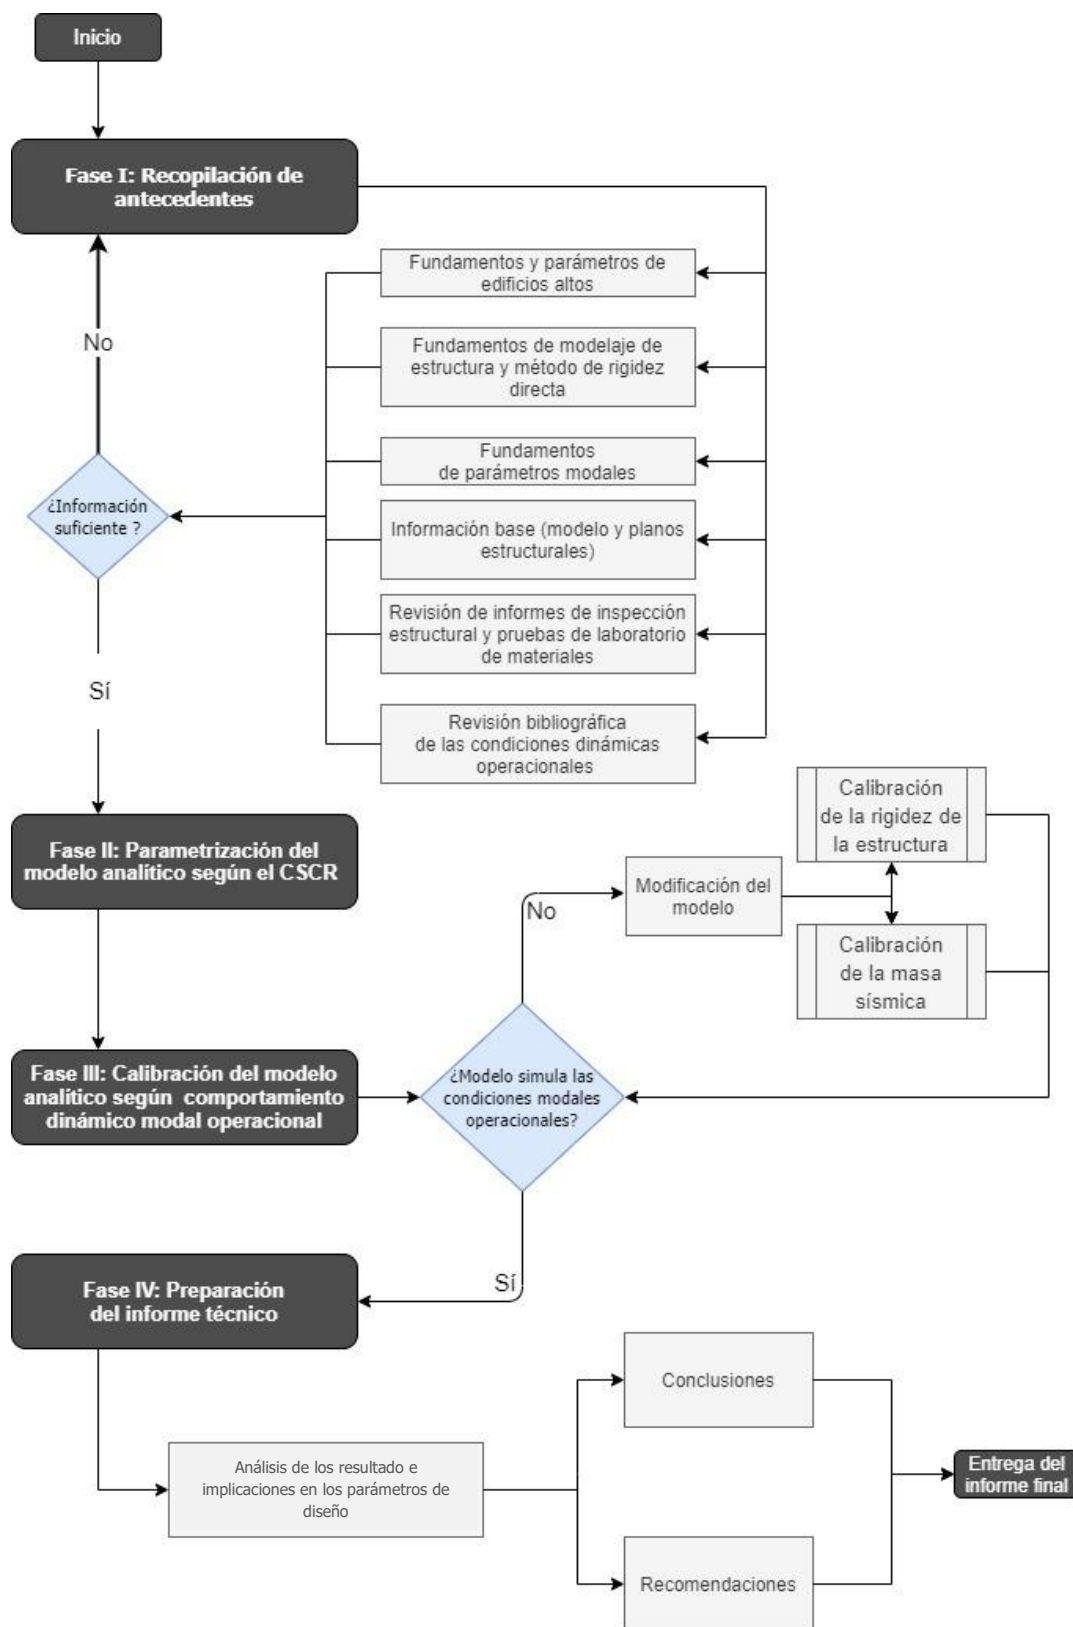 Inicio
Fase I: Recopilación de
antecedentes
Fundamentos y parámetros de
edificios altos
Fundamentos de modelaje de
estructura y método de rigidez
directa
No
Fundamentos
de parámetros modales
¿Información
suficiente ?
Información base (modelo y planos
estructurales)
Revisión de informes de inspección
estructural y pruebas de laboratorio
de materiales
Sí
Revisión bibliográfica
de las condiciones dinámicas
operacionales
Calibración
de la rigidez de
la estructura
Fase II: Parametrización del
modelo analítico según el CSCR
Modificación del
modelo
No
Calibración
de la masa
sísmica
Fase III: Calibración del modelo
analítico según comportamiento
dinámico modal operacional
¿Modelo simula las
condiciones modales
operacionales?
Sí
Fase IV: Preparación
del informe técnico
Conclusiones
Análisis de los resultado e
implicaciones en los parámetros de
diseño
Entrega del
informe final
Recomendaciones